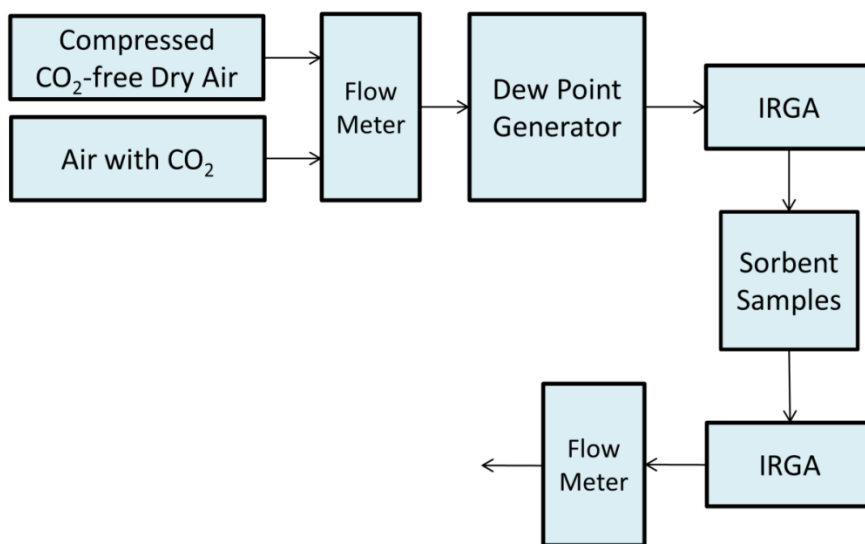 Compressed
CO₂-free Dry Air
Air with CO₂
Flow
Meter
Dew Point
Generator
IRGA
Sorbent
Samples
IRGA
Flow
Meter